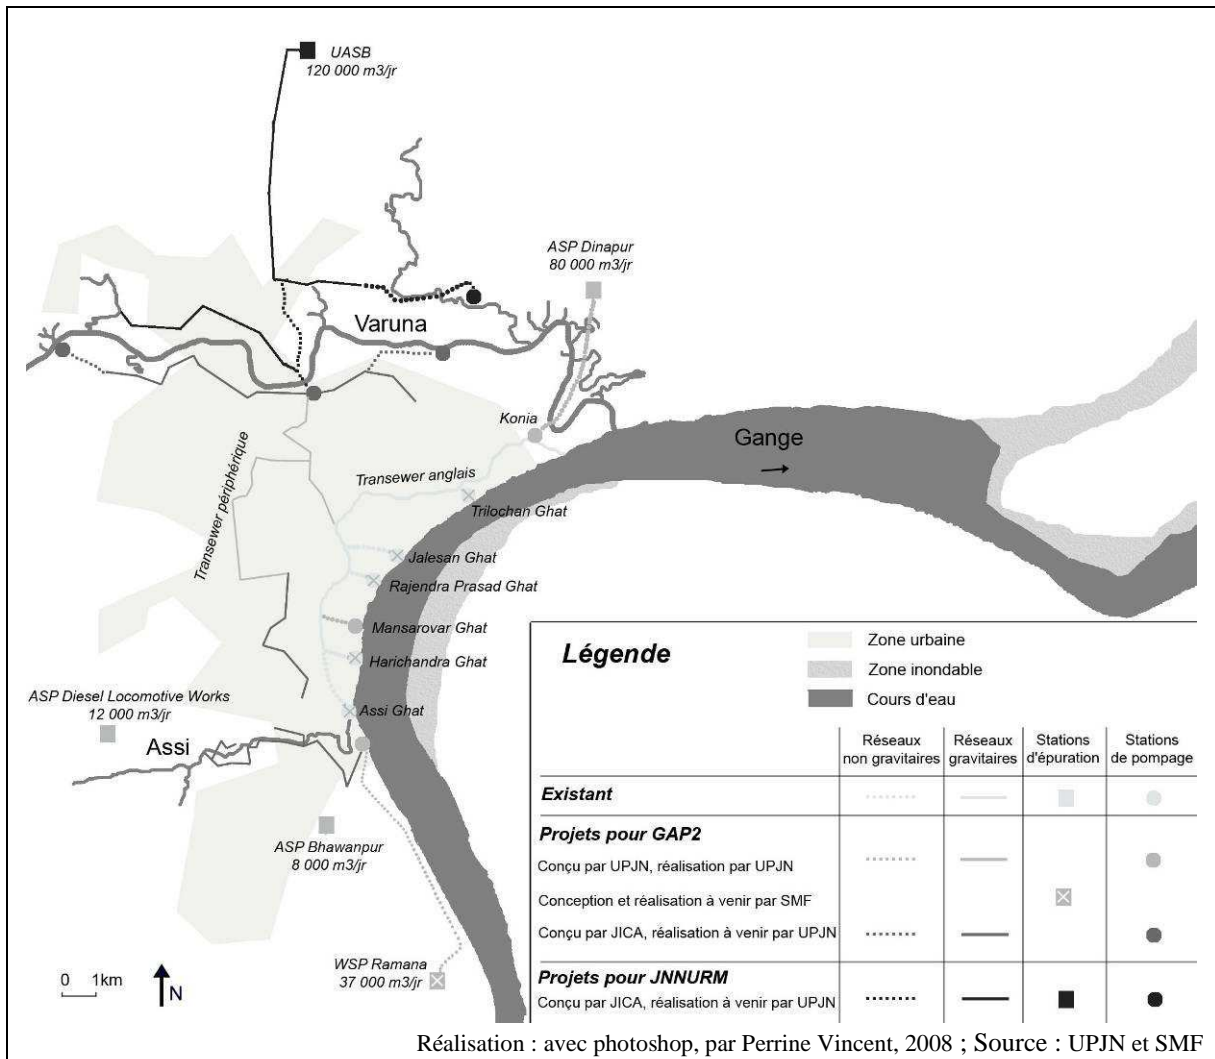 UASB
120 000 m3/jr
ASP Dinapur
80 000 m3/jr
Varuna
Konia
Gange
Transewer anglais
Transewer périphérique
Trilochan Ghat
Jalesan Ghat
Rajendra Prasad Ghat
Mansarovar Ghat
Harichandra Ghat
ASP Diesel Locomotive Works
12 000 m3/jr
Assi Ghat
Assi
ASP Bhawanpur
8 000 m3/jr
WSP Ramana
37 000 m3/jr
0 1km
N
Légende
Zone urbaine
Zone inondable
Cours d'eau
Réseaux non gravitaires
Réseaux gravitaires
Stations d'épuration
Stations de pompage
Existant
Projets pour GAP2
Conçu par UPJN, réalisation par UPJN
Conception et réalisation à venir par SMF
Conçu par JICA, réalisation à venir par UPJN
Projets pour JNNURM
Conçu par JICA, réalisation à venir par UPJN
Réalisation : avec photoshop, par Perrine Vincent, 2008 ; Source : UPJN et SMF